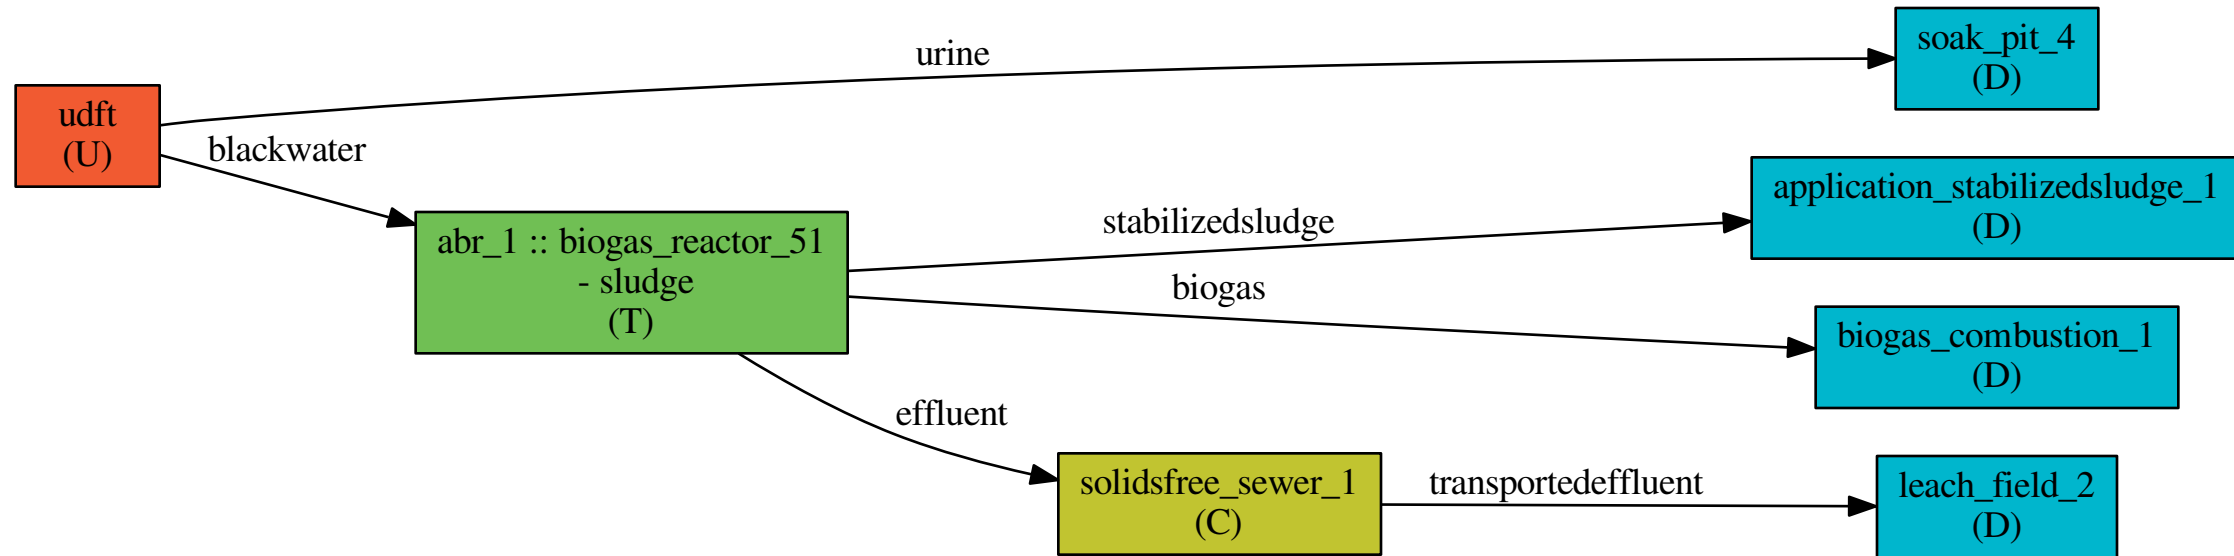 udft
(U)
urine
blackwater
soak_pit_4
(D)
abr_1 :: biogas_reactor_51
- sludge
(T)
stabilizedsludge
application_stabilizedsludge_1
(D)
biogas
biogas_combustion_1
(D)
effluent
solidsfree_sewer_1
(C)
transportedeffluent
leach_field_2
(D)